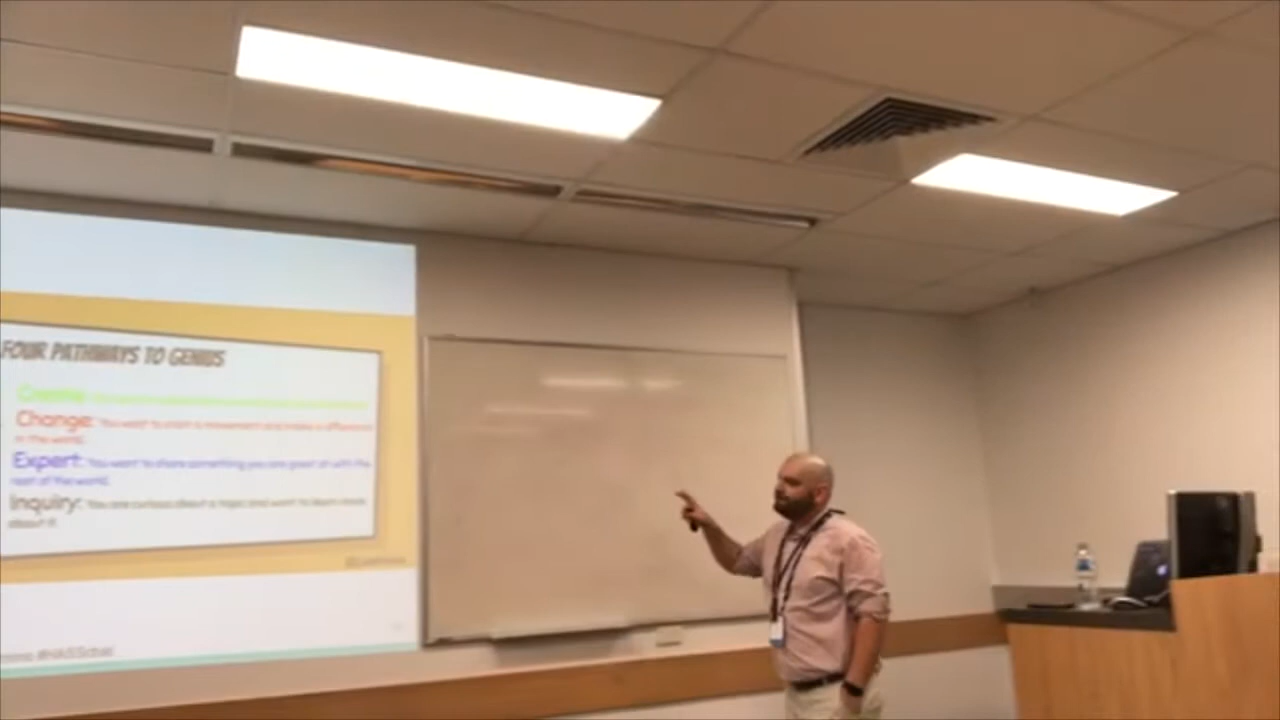 FOUR PATHWAYS TO GENIUS
Create:
Change: You want to start a movement and make a difference
in the world.
Expert: You want to share something you are great at with the
rest of the world.
Inquiry: You are curious about a topic and want to learn more
about it.